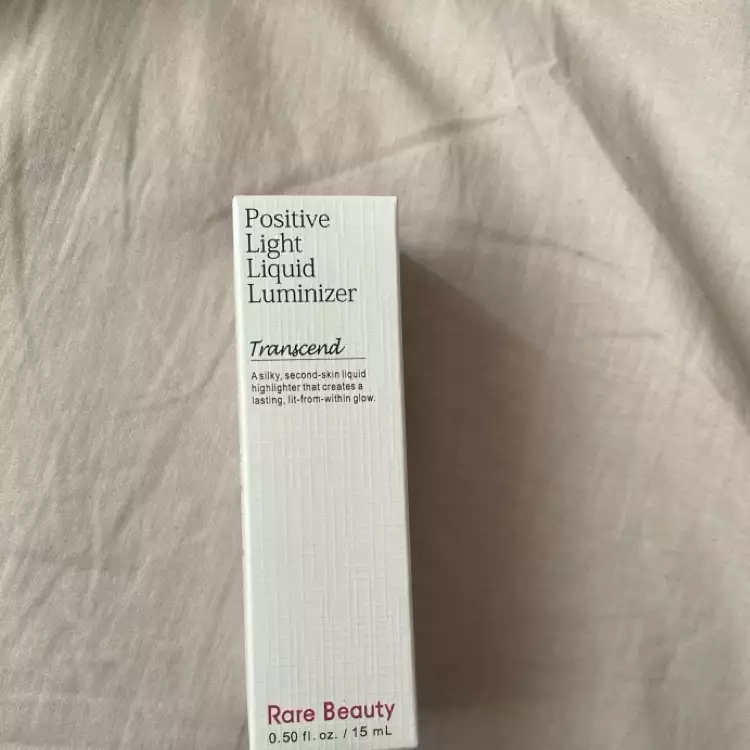 Positive
Light
Liquid
Luminizer
Transcend
A silky, second-skin liquid
highlighter that creates a
lasting, lit-from-within glow.
Rare Beauty
0.50 fl. oz. / 15 mL